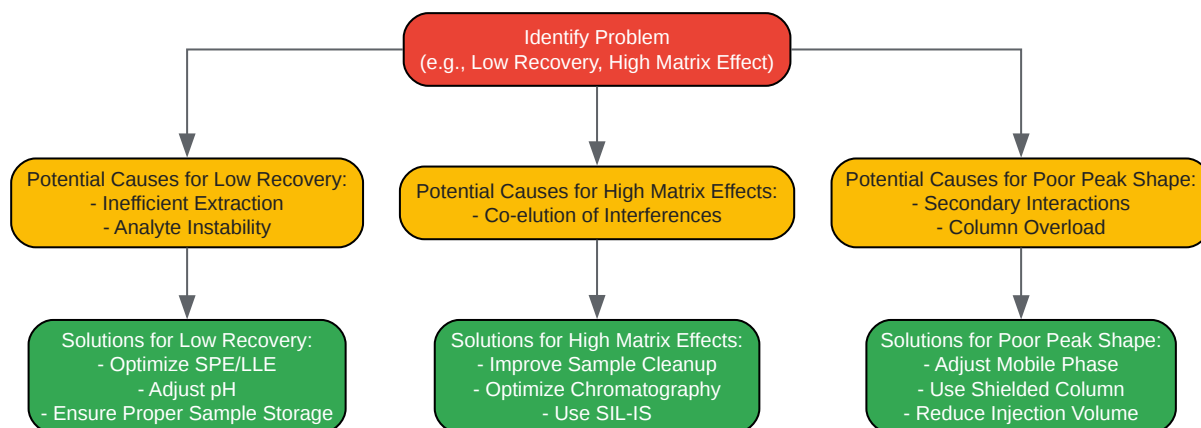 Identify Problem
(e.g., Low Recovery, High Matrix Effect)
Potential Causes for Low Recovery:
- Inefficient Extraction
- Analyte Instability
Potential Causes for High Matrix Effects:
- Co-elution of Interferences
Potential Causes for Poor Peak Shape:
- Secondary Interactions
- Column Overload
Solutions for Low Recovery:
- Optimize SPE/LLE
- Adjust pH
- Ensure Proper Sample Storage
Solutions for High Matrix Effects:
- Improve Sample Cleanup
- Optimize Chromatography
- Use SIL-IS
Solutions for Poor Peak Shape:
- Adjust Mobile Phase
- Use Shielded Column
- Reduce Injection Volume